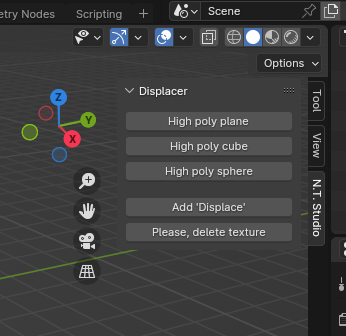 etry Nodes
Scripting
+
Scene
Options
Displacer
High poly plane
High poly cube
High poly sphere
Add 'Displace'
Please, delete texture
Tool
View
N.T. Studio
Z
Y
X